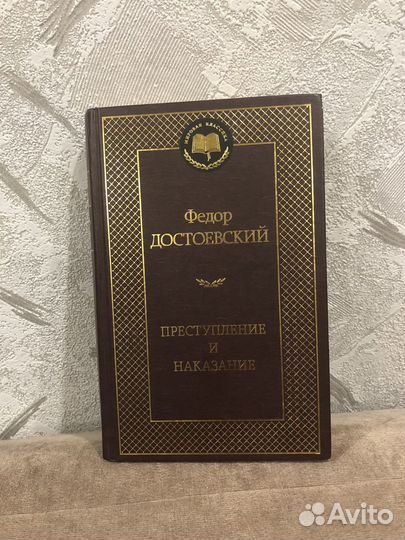 МИРОВАЯ КЛАССИКА
Федор
ДОСТОЕВСКИЙ
ПРЕСТУПЛЕНИЕ
И
НАКАЗАНИЕ
Avito